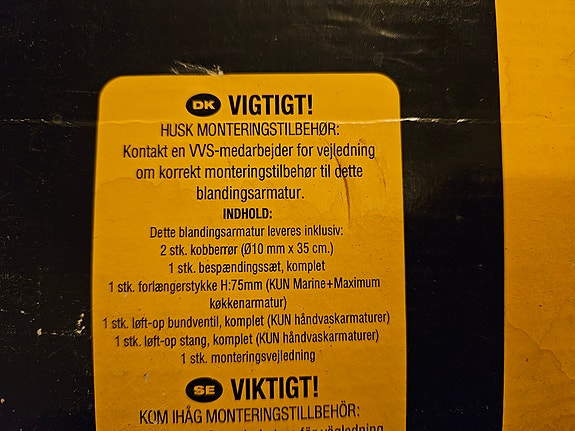 DK VIGTIGT!
HUSK MONTERINGSTILBEHØR:
Kontakt en VVS-medarbejder for vejledning
om korrekt monteringstilbehør til dette
blandingsarmatur.
INDHOLD:
Dette blandingsarmatur leveres inklusiv:
2 stk. kobberrør (Ø10 mm x 35 cm.)
1 stk. bespændingssæt, komplet
1 stk. forlængerstykke H:75mm (KUN Marine+Maximum
køkkenarmatur)
1 stk. løft-op bundventil, komplet (KUN håndvaskarmaturer)
1 stk. løft-op stang, komplet (KUN håndvaskarmaturer)
1 stk. monteringsvejledning
SE VIKTIGT!
KOM IHÅG MONTERINGSTILLBEHÖR: